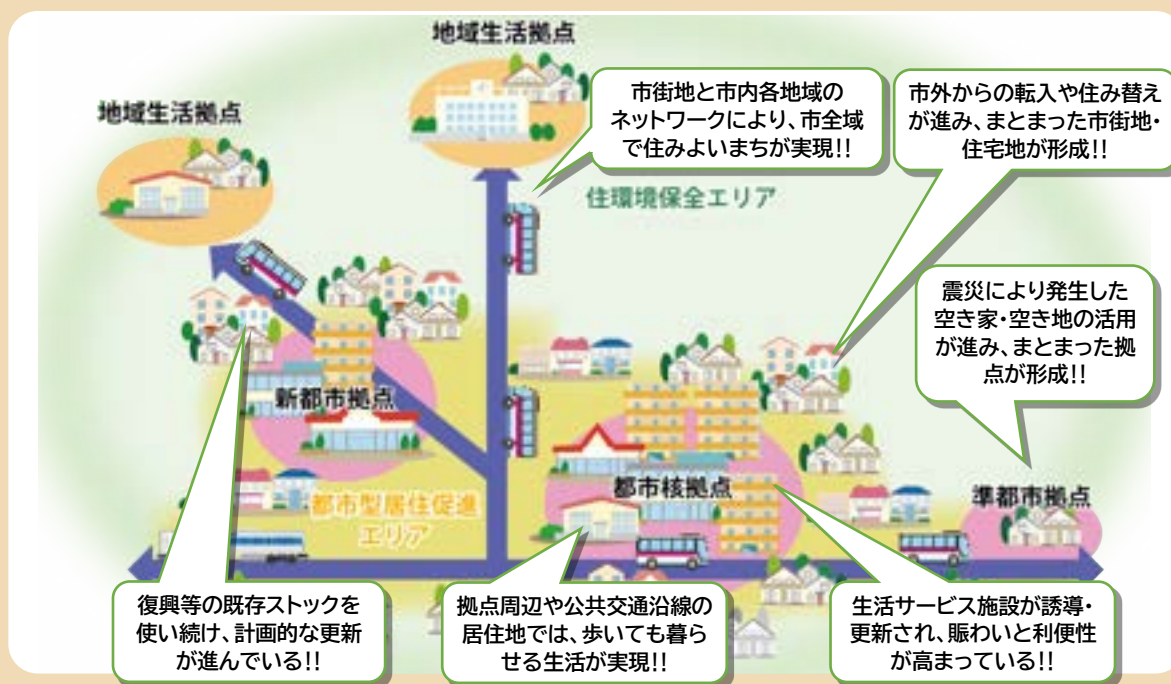 地域生活拠点
地域生活拠点
市街地と市内各地域の
ネットワークにより、市全域
で住みよいまちが実現!!
市外からの転入や住み替え
が進み、まとまった市街地・
住宅地が形成!!
住環境保全エリア
震災により発生した
空き家・空き地の活用
が進み、まとまった拠
点が形成!!
新都市拠点
都市核拠点
準都市拠点
都市型居住促進
エリア
復興等の既存ストックを
使い続け、計画的な更新
が進んでいる!!
拠点周辺や公共交通沿線の
居住地では、歩いても暮ら
せる生活が実現!!
生活サービス施設が誘導・
更新され、賑わいと利便性
が高まっている!!